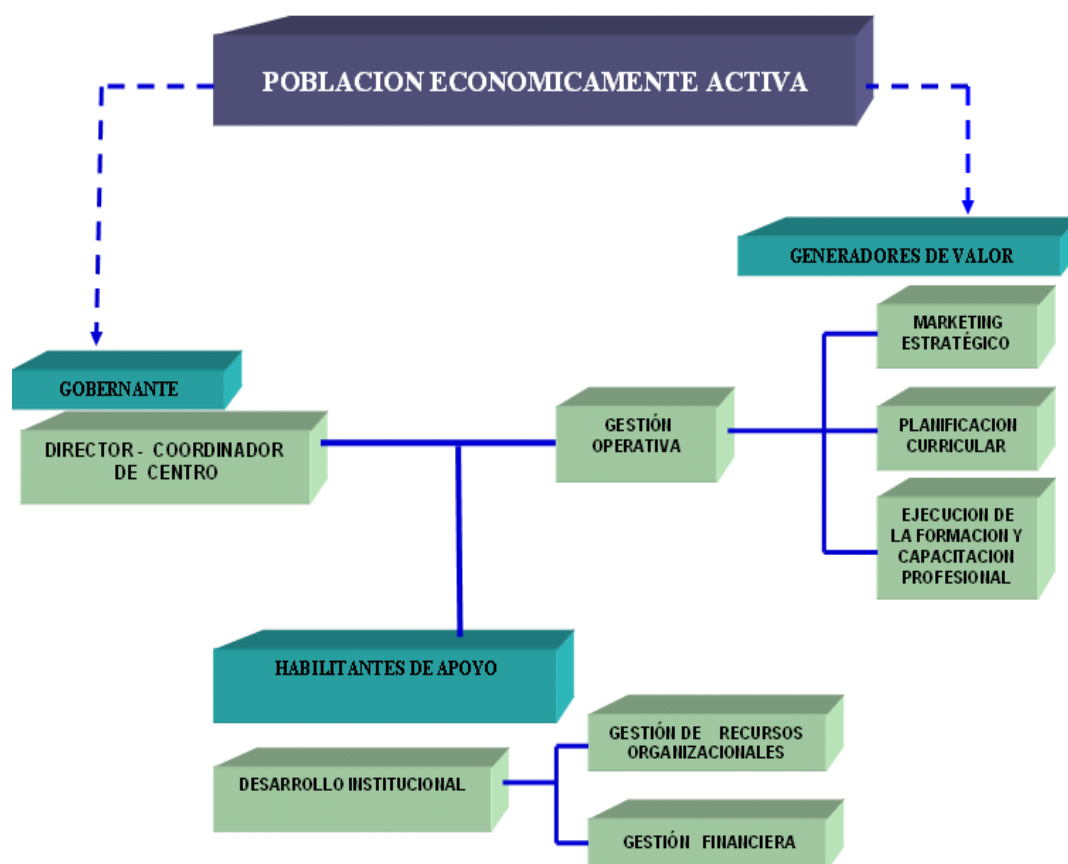 POBLACION ECONOMICAMENTE ACTIVA
GENERADORES DE VALOR
MARKETING
ESTRATÉGICO
GOBERNANTE
DIRECTOR - COORDINADOR
DE CENTRO
GESTIÓN
OPERATIVA
PLANIFICACION
CURRICULAR
EJECUCION DE
LA FORMACION Y
CAPACITACION
PROFESIONAL
HABILITANTES DE APOYO
GESTIÓN DE RECURSOS
ORGANIZACIONALES
DESARROLLO INSTITUCIONAL
GESTIÓN FINANCIERA